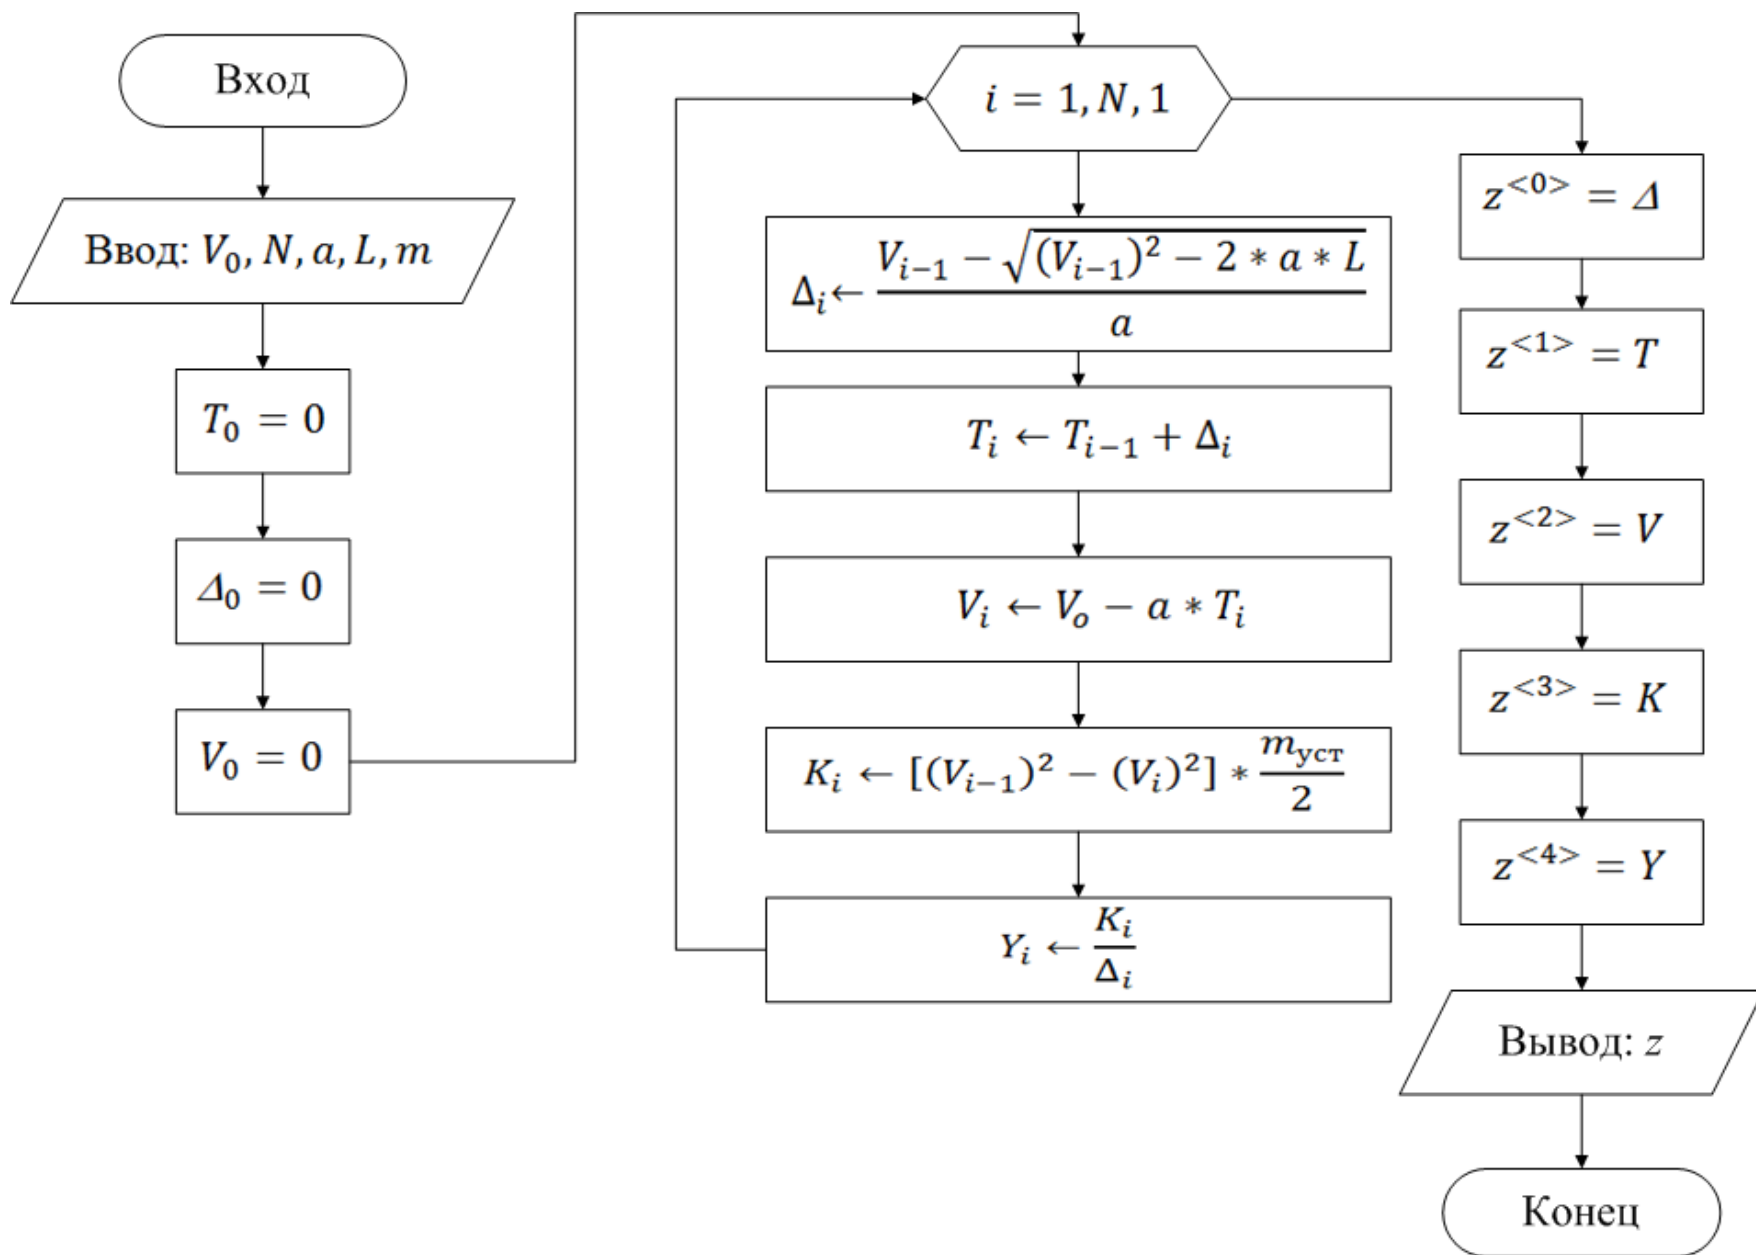 Вход
Ввод: V₀, N, a, L, m
T₀ = 0
Δ₀ = 0
V₀ = 0
i = 1, N, 1
Δᵢ ← (Vᵢ₋₁ − √((Vᵢ₋₁)² − 2 * a * L)) / a
Tᵢ ← Tᵢ₋₁ + Δᵢ
Vᵢ ← Vₒ − a * Tᵢ
Kᵢ ← [(Vᵢ₋₁)² − (Vᵢ)²] * m_уст / 2
Yᵢ ← Kᵢ / Δᵢ
z^<0> = Δ
z^<1> = T
z^<2> = V
z^<3> = K
z^<4> = Y
Вывод: z
Конец